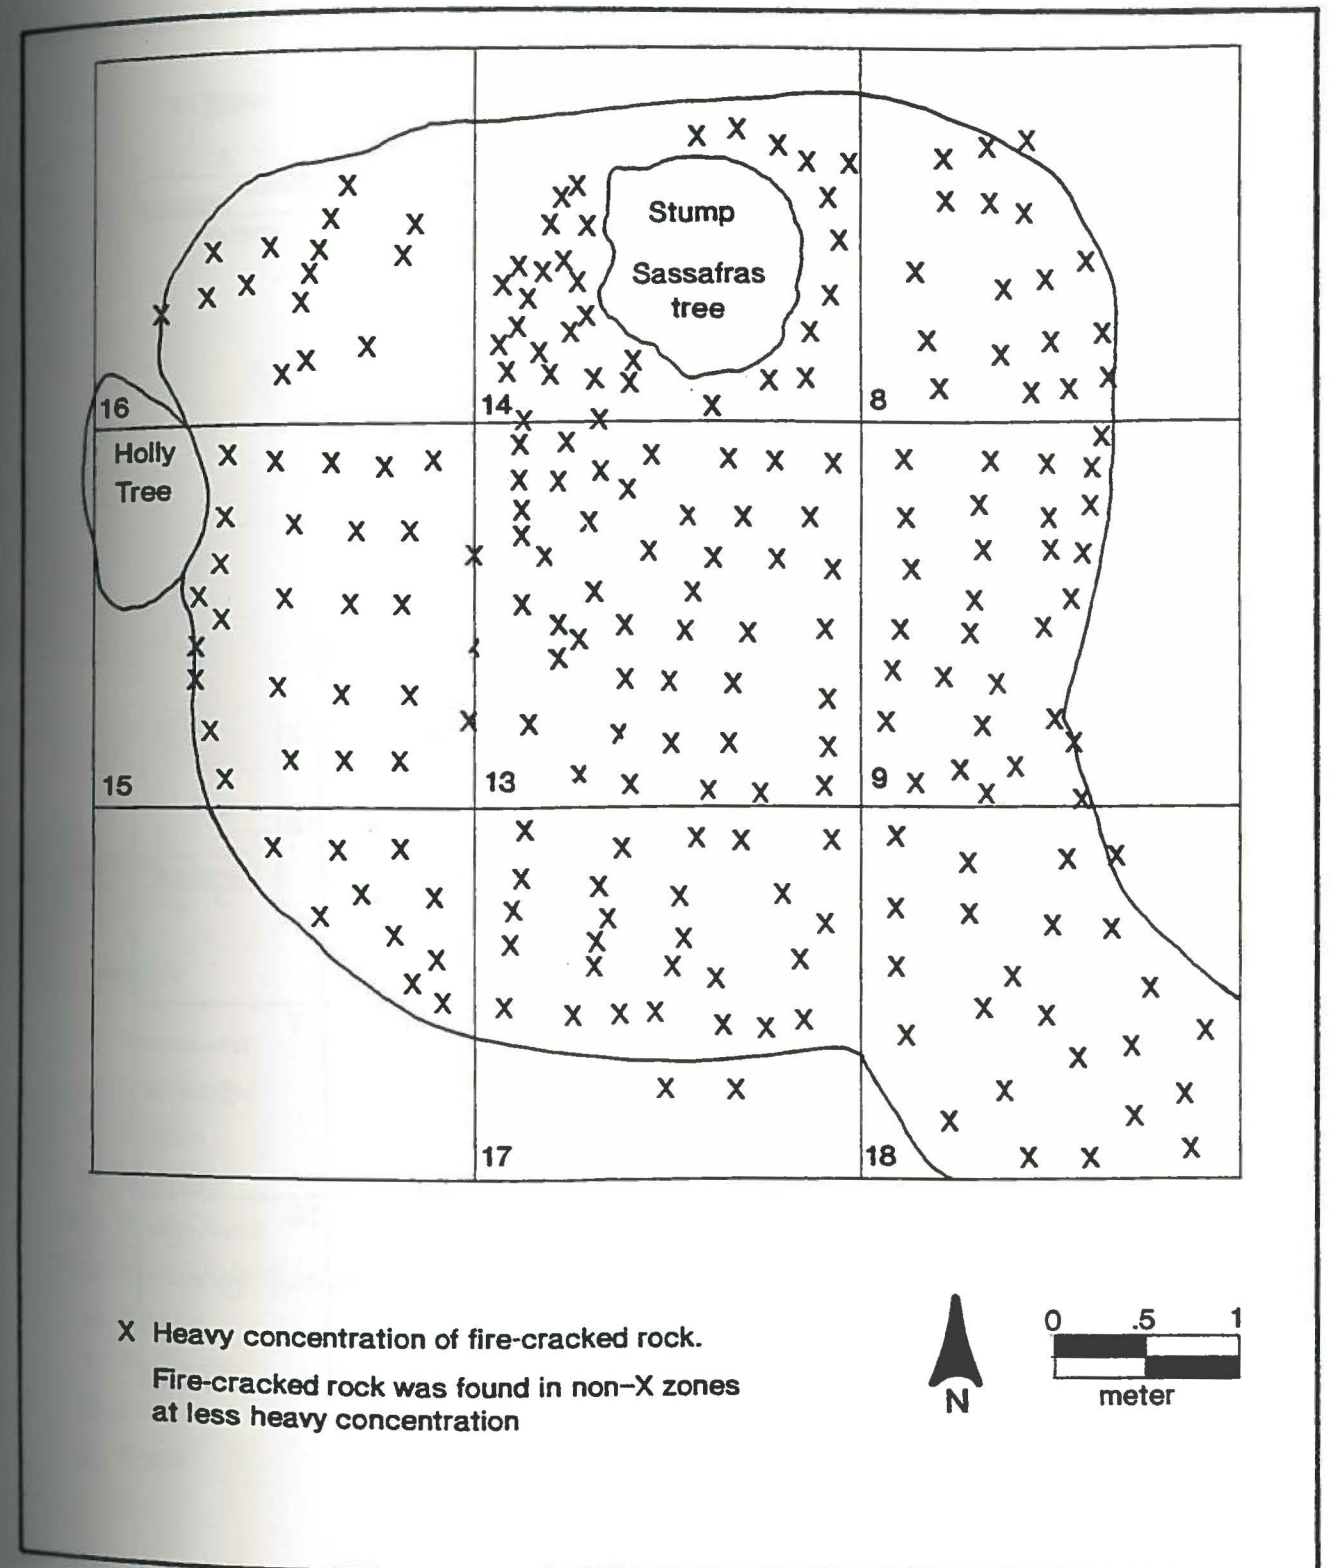 Stump
Sassafras
tree
16
14
8
Holly
Tree
15
13
9
17
18
X Heavy concentration of fire-cracked rock.
Fire-cracked rock was found in non-X zones
at less heavy concentration
N
0 .5 1
meter